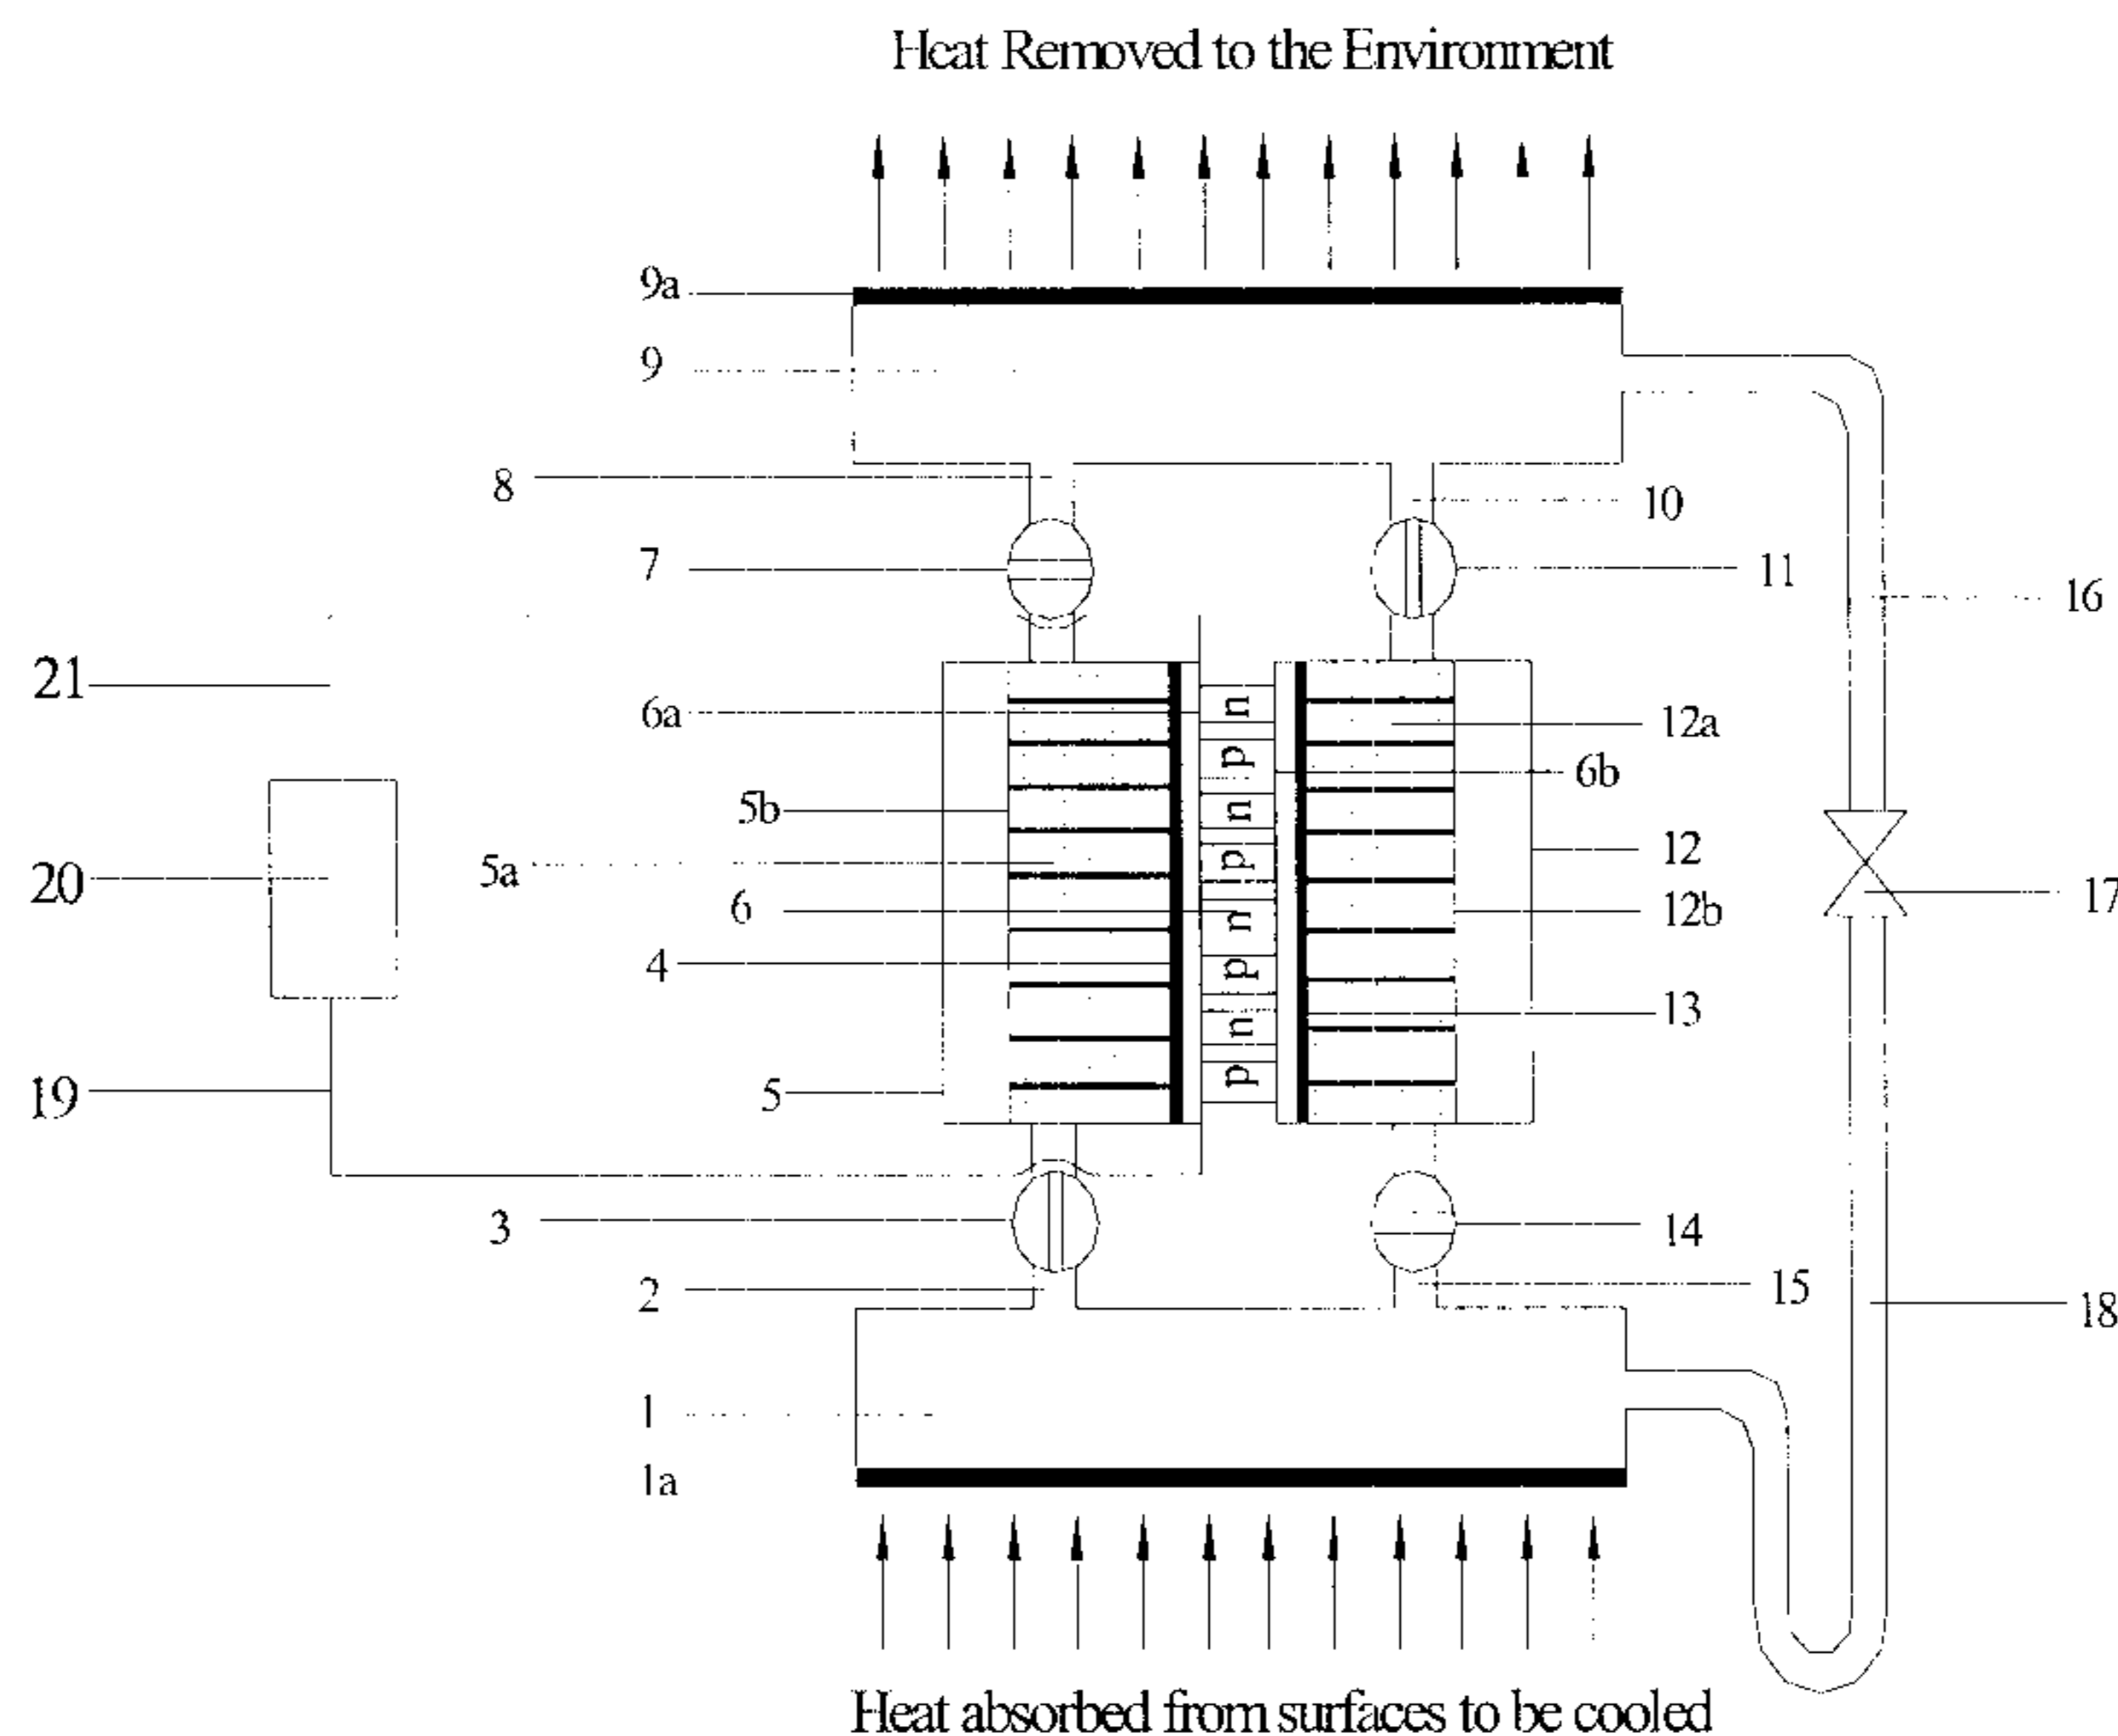 Heat Removed to the Environment
9a
9
8
10
7
11
16
21
6a
n
12a
p
6b
5b
n
12
5a
p
20
17
6
n
12b
4
p
13
n
19
5
p
3
14
2
15
18
1
1a
Heat absorbed from surfaces to be cooled